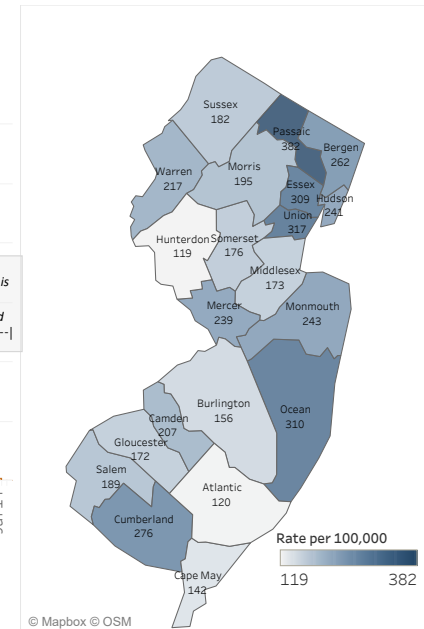 Sussex
182
Passaic
382
Bergen
262
Warren
217
Morris
195
Essex
309
Hudson
241
Union
317
Hunterdon
119
Somerset
176
Middlesex
173
is
d
--|
Mercer
239
Monmouth
243
Burlington
156
Camden
207
Ocean
310
Gloucester
172
Salem
189
Atlantic
120
Cumberland
276
Rate per 100,000
119 382
Cape May
142
© Mapbox © OSM